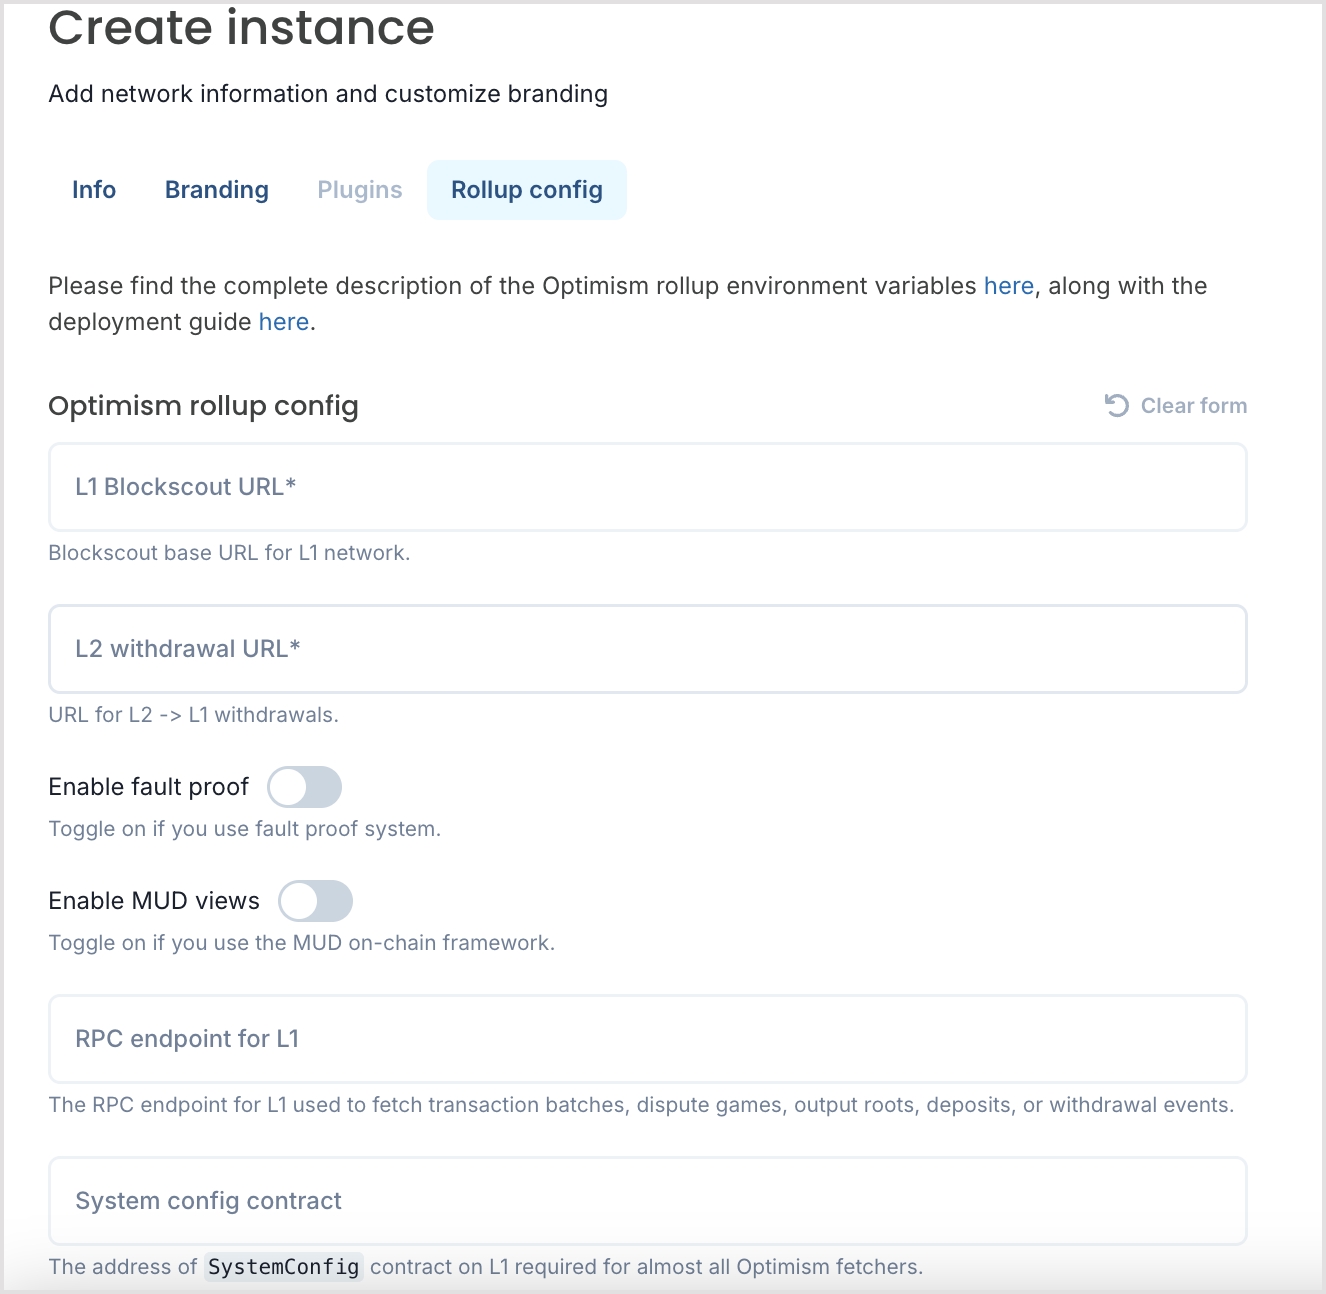 Create instance
Add network information and customize branding
Info Branding Plugins Rollup config
Please find the complete description of the Optimism rollup environment variables here, along with the
deployment guide here.
Optimism rollup config Clear form
L1 Blockscout URL*
Blockscout base URL for L1 network.
L2 withdrawal URL*
URL for L2 -> L1 withdrawals.
Enable fault proof
Toggle on if you use fault proof system.
Enable MUD views
Toggle on if you use the MUD on-chain framework.
RPC endpoint for L1
The RPC endpoint for L1 used to fetch transaction batches, dispute games, output roots, deposits, or withdrawal events.
System config contract
The address of SystemConfig contract on L1 required for almost all Optimism fetchers.